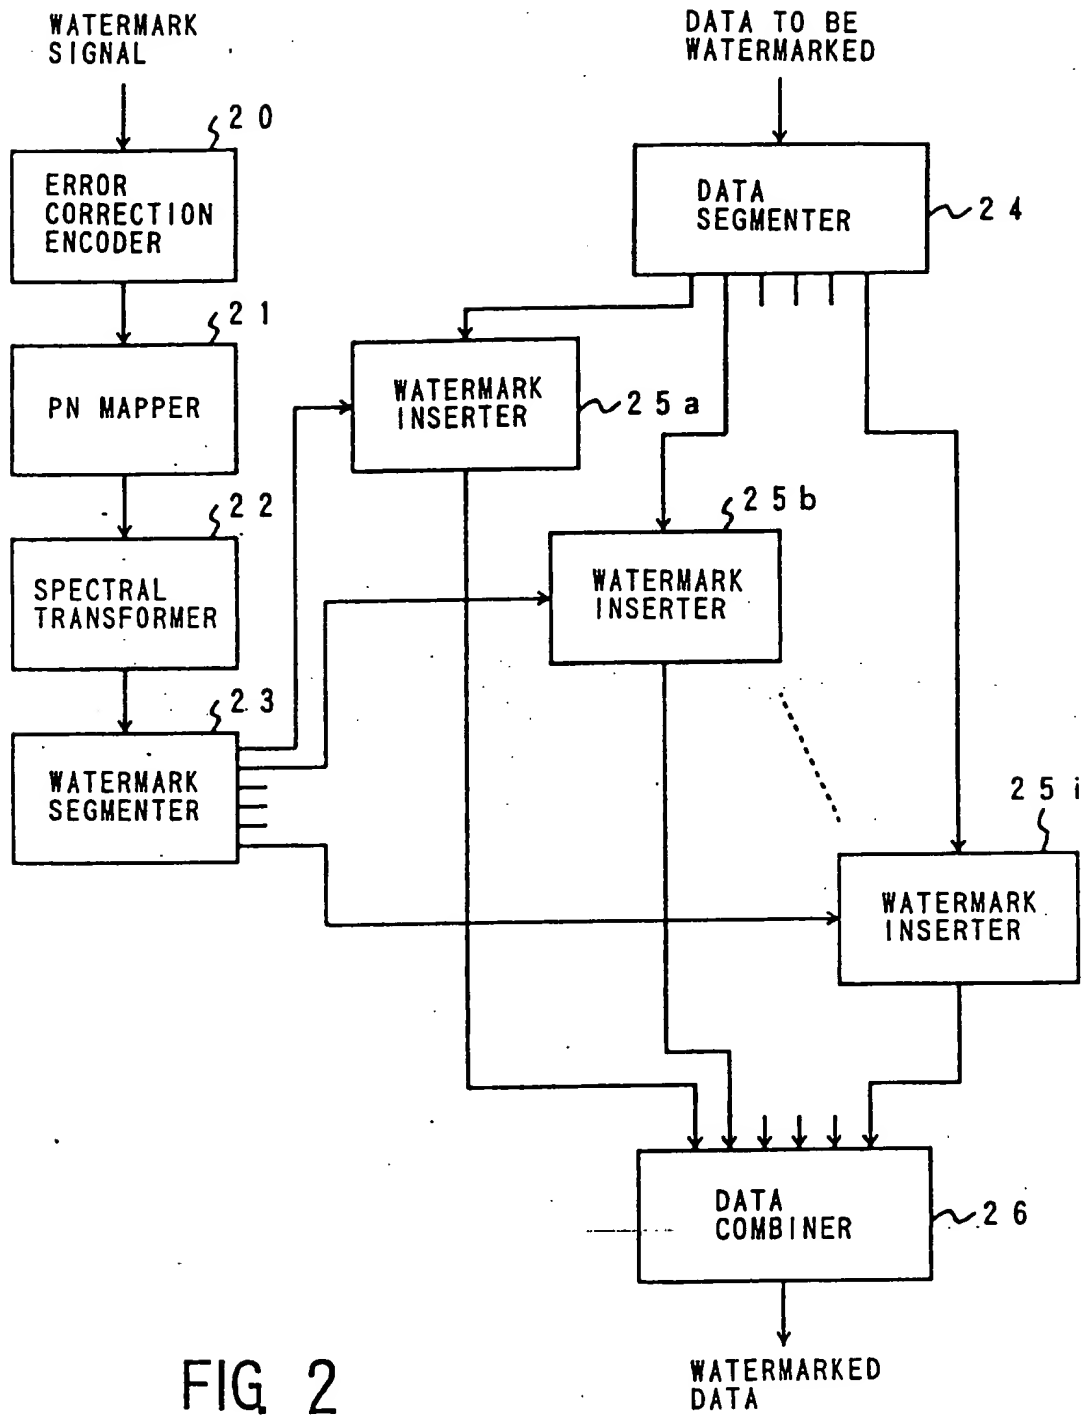 WATERMARK
SIGNAL
DATA TO BE
WATERMARKED
20
ERROR
CORRECTION
ENCODER
DATA
SEGMENTER
24
21
PN MAPPER
WATERMARK
INSERTER
25a
22
SPECTRAL
TRANSFORMER
25b
WATERMARK
INSERTER
23
WATERMARK
SEGMENTER
25i
WATERMARK
INSERTER
DATA
COMBINER
26
WATERMARKED
DATA
FIG. 2